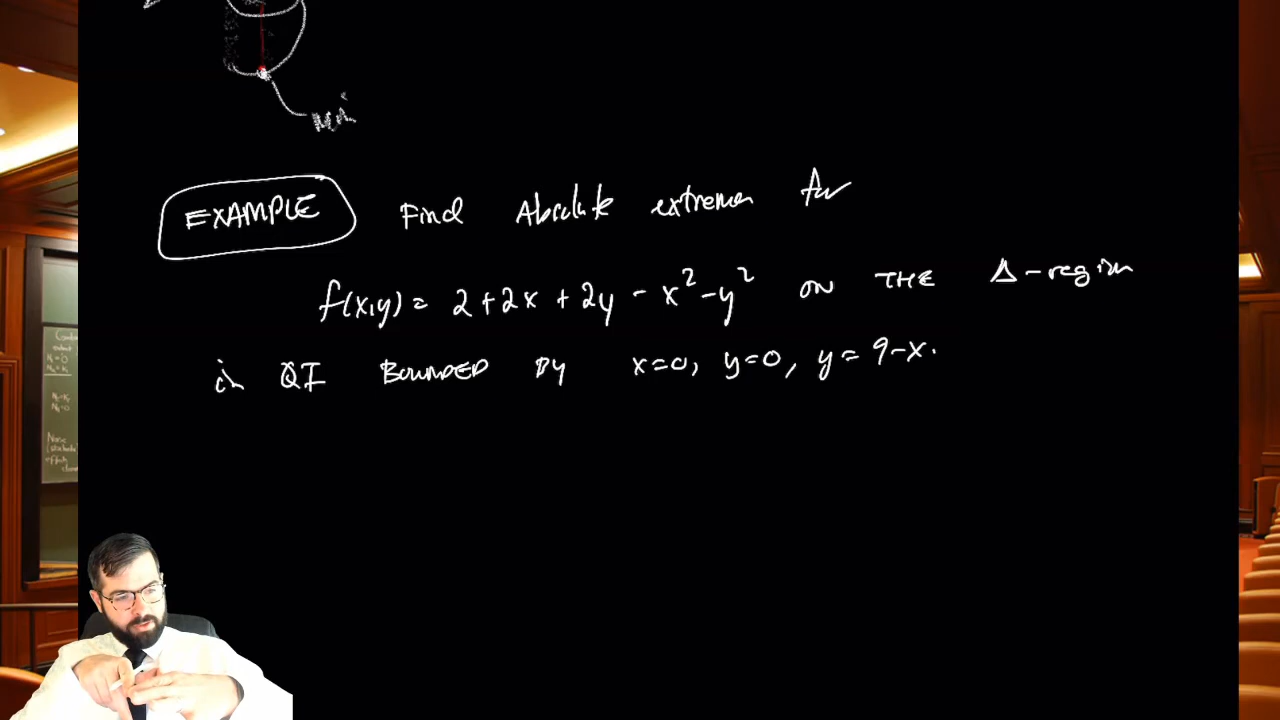 Min
EXAMPLE Find Absolute extrema for
f(x,y) = 2 + 2x + 2y - x² - y² ON THE Δ-region
in QI BOUNDED By x=0, y=0, y = 9-x.